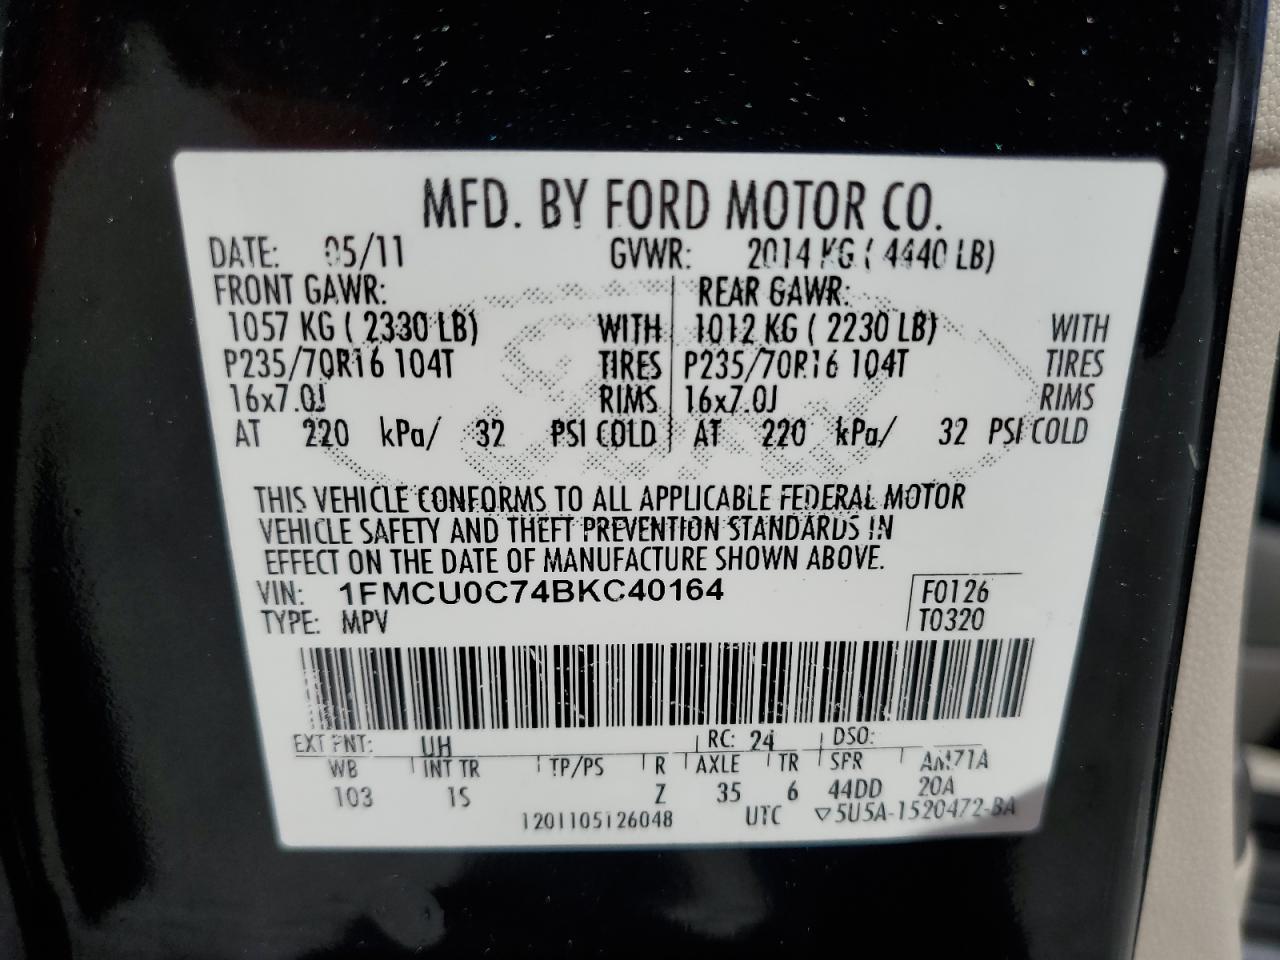 MFD. BY FORD MOTOR CO.
DATE: 05/11 GVWR: 2014 KG ( 4440 LB)
FRONT GAWR: REAR GAWR:
1057 KG ( 2330 LB) WITH 1012 KG ( 2230 LB) WITH
P235/70R16 104T TIRES P235/70R16 104T TIRES
16x7.0J RIMS 16x7.0J RIMS
AT 220 kPa/ 32 PSI COLD AT 220 kPa/ 32 PSI COLD
THIS VEHICLE CONFORMS TO ALL APPLICABLE FEDERAL MOTOR
VEHICLE SAFETY AND THEFT PREVENTION STANDARDS IN
EFFECT ON THE DATE OF MANUFACTURE SHOWN ABOVE.
VIN: 1FMCU0C74BKC40164 F0126
TYPE: MPV T0320
EXT PNT: UH RC: 24 DSO:
WB INT TR TP/PS R AXLE TR SPR AM71A
103 1S Z 35 6 44DD 20A
1201105126048 UTC ▽5U5A-1520472-BA